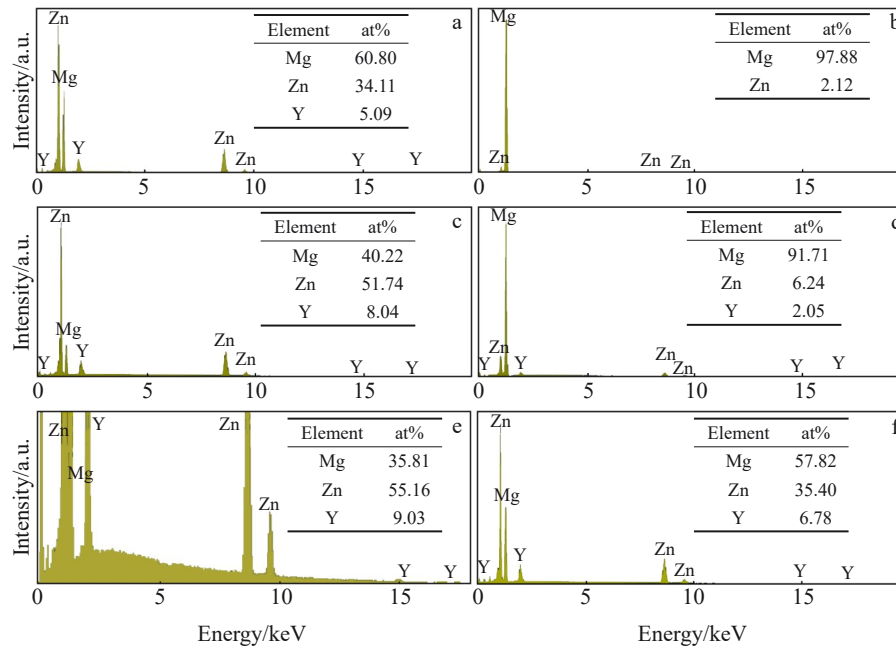 Intensity/a.u.
Zn
Mg
Y
Y
Zn
Zn
Y
Y
a
Element at%
Mg 60.80
Zn 34.11
Y 5.09
0 5 10 15
Mg
Zn
Zn
Zn
b
Element at%
Mg 97.88
Zn 2.12
0 5 10 15
Intensity/a.u.
Zn
Mg
Y
Y
Zn
Zn
Y
Y
c
Element at%
Mg 40.22
Zn 51.74
Y 8.04
0 5 10 15
Mg
Zn
Y
Y
Zn
Zn
Y
Y
d
Element at%
Mg 91.71
Zn 6.24
Y 2.05
0 5 10 15
Intensity/a.u.
Zn
Mg
Y
Zn
Zn
Y
Y
e
Element at%
Mg 35.81
Zn 55.16
Y 9.03
0 5 10 15
Energy/keV
Zn
Mg
Y
Y
Zn
Zn
Y
Y
f
Element at%
Mg 57.82
Zn 35.40
Y 6.78
0 5 10 15
Energy/keV